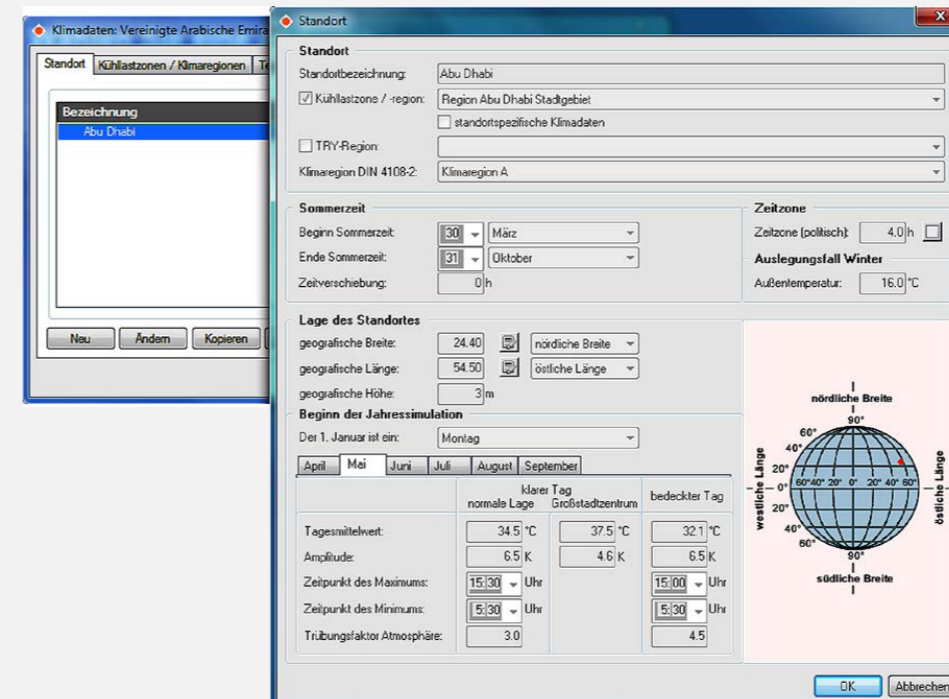 Klimadaten: Vereinigte Arabische Emira
Standort Kühllastzonen / Klimaregionen Te
Bezeichnung
Abu Dhabi
Neu Ändern Kopieren
Standort
Standort
Standortbezeichnung: Abu Dhabi
Kühllastzone / -region: Region Abu Dhabi Stadtgebiet
standortspezifische Klimadaten
TRY-Region:
Klimaregion DIN 4108-2: Klimaregion A
Sommerzeit
Beginn Sommerzeit: 30 März
Ende Sommerzeit: 31 Oktober
Zeitverschiebung: 0 h
Zeitzone
Zeitzone (politisch): 4.0 h
Auslegungsfall Winter
Außentemperatur: 16.0 °C
Lage des Standortes
geografische Breite: 24.40 nördliche Breite
geografische Länge: 54.50 östliche Länge
geografische Höhe: 3 m
Beginn der Jahressimulation
Der 1. Januar ist ein: Montag
April Mai Juni Juli August September
klarer Tag
normale Lage Großstadtzentrum bedeckter Tag
Tagesmittelwert: 34.5 °C 37.5 °C 32.1 °C
Amplitude: 6.5 K 4.6 K 6.5 K
Zeitpunkt des Maximums: 15:30 Uhr 15:00 Uhr
Zeitpunkt des Minimums: 5:30 Uhr 5:30 Uhr
Trübungsfaktor Atmosphäre: 3.0 4.5
nördliche Breite
90°
60°
40°
20°
0° 60° 40° 20° 0° 20° 40° 60°
20°
40°
60°
90°
südliche Breite
westliche Länge
östliche Länge
OK Abbrechen